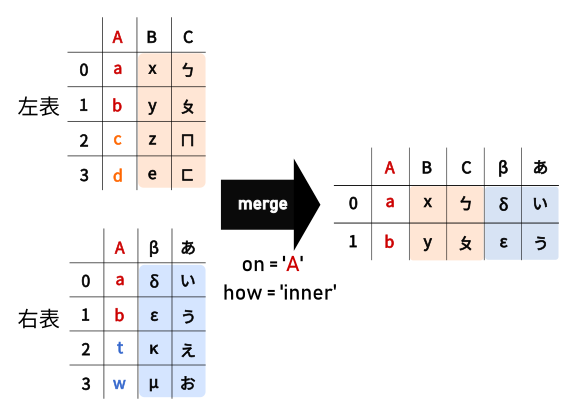 A B C
0 a x ㄅ
左表 1 b y ㄆ
2 c z ㄇ
3 d e ㄈ
merge
on = 'A'
how = 'inner'
A B C β あ
0 a x ㄅ δ い
1 b y ㄆ ε う
A β あ
0 a δ い
右表 1 b ε う
2 t κ え
3 w μ お